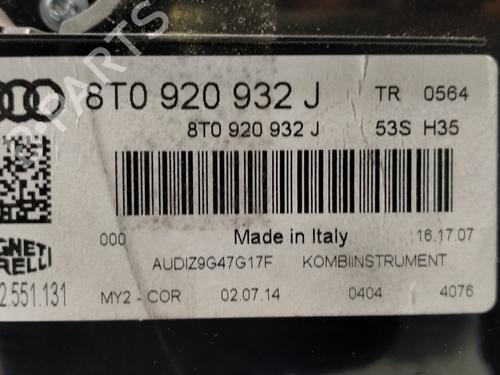 8T0 920 932 J TR 0564
8T0 920 932 J 53S H35
000 Made in Italy 16.17.07
AUDIZ9G47G17F KOMBIINSTRUMENT
2.551.131 MY2 - COR 02.07.14 0404 4076